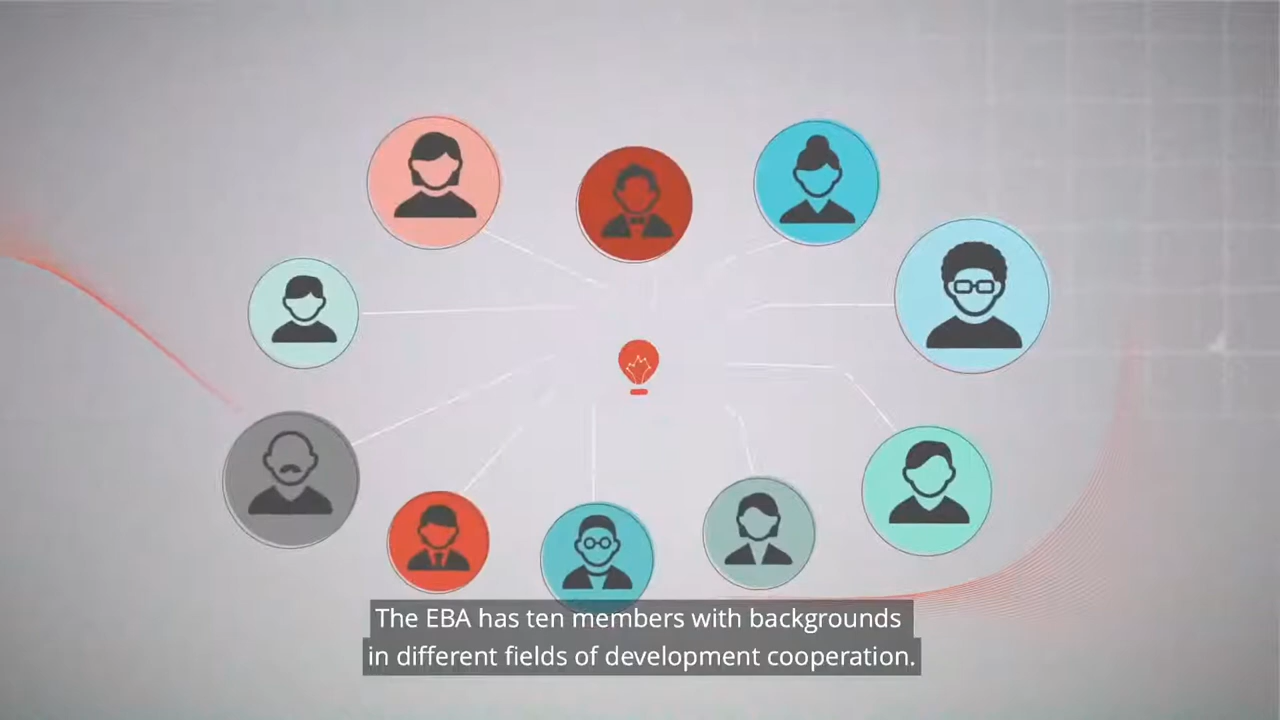 The EBA has ten members with backgrounds
in different fields of development cooperation.